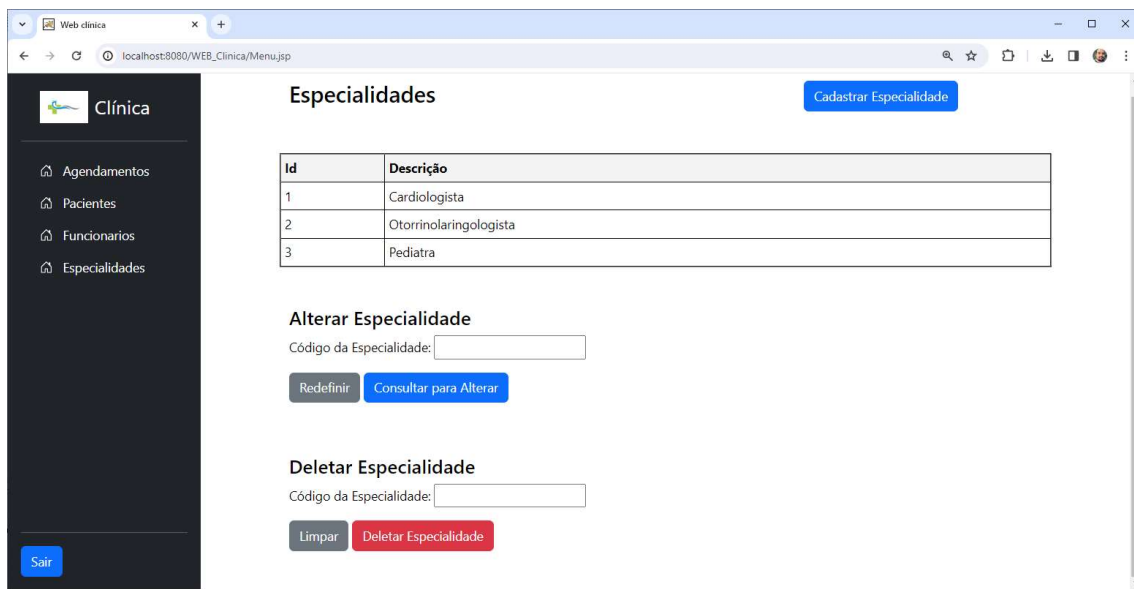 Web clínica
localhost:8080/WEB_Clinica/Menu.jsp
Clínica
Agendamentos
Pacientes
Funcionarios
Especialidades
Sair
Especialidades
Cadastrar Especialidade
Id Descrição
1 Cardiologista
2 Otorrinolaringologista
3 Pediatra
Alterar Especialidade
Código da Especialidade:
Redefinir Consultar para Alterar
Deletar Especialidade
Código da Especialidade:
Limpar Deletar Especialidade